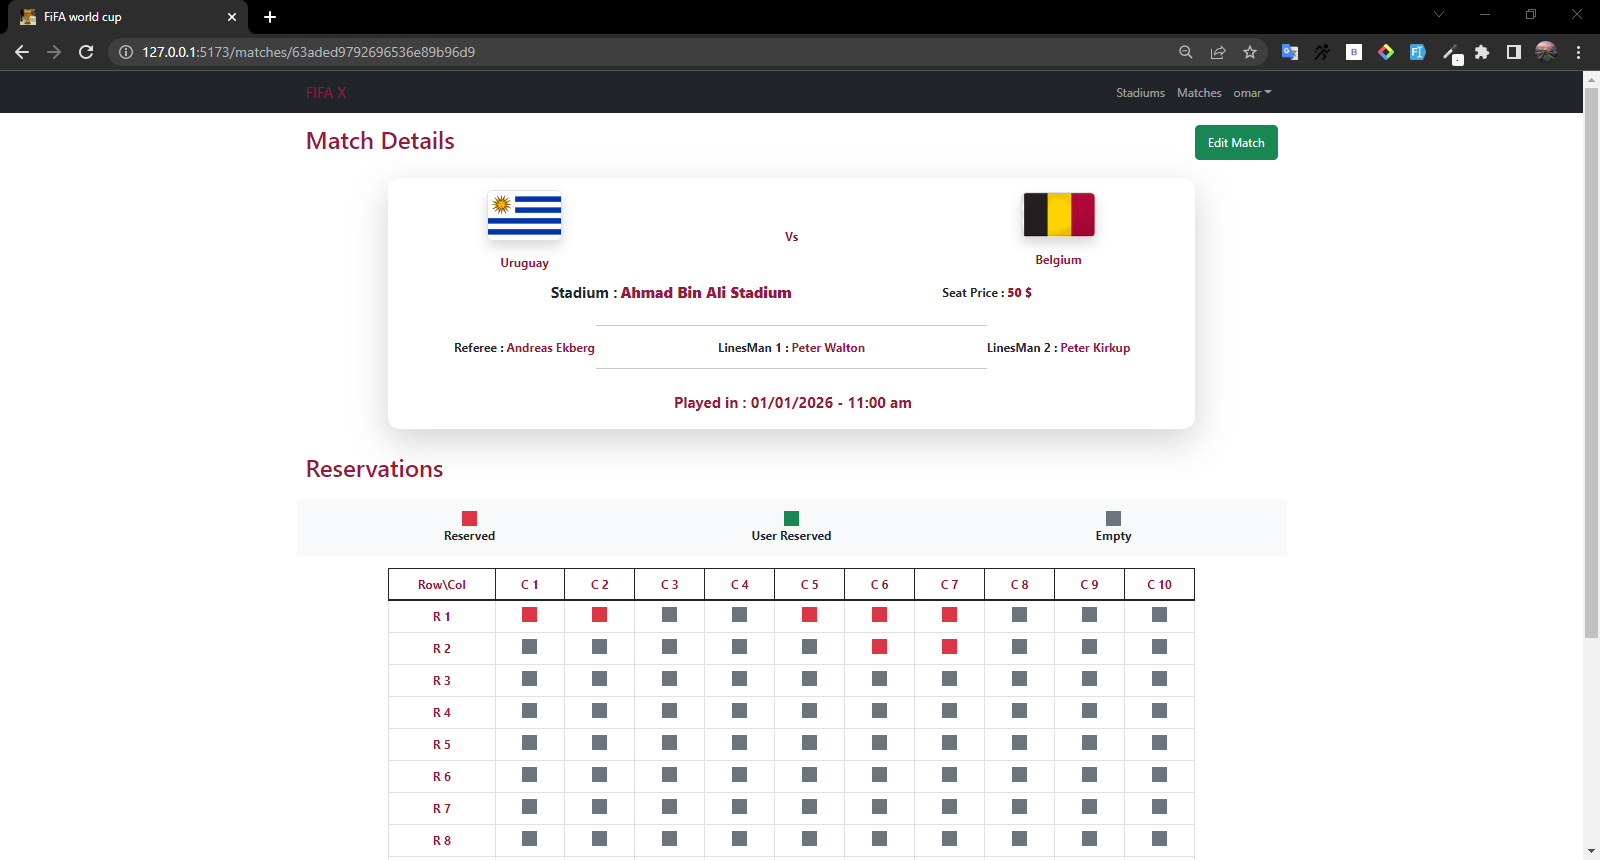 FiFA world cup
127.0.0.1:5173/matches/63aded9792696536e89b96d9
FIFA X
Stadiums Matches omar
Match Details
Edit Match
Vs
Uruguay
Belgium
Stadium : Ahmad Bin Ali Stadium
Seat Price : 50 $
Referee : Andreas Ekberg
LinesMan 1 : Peter Walton
LinesMan 2 : Peter Kirkup
Played in : 01/01/2026 - 11:00 am
Reservations
Reserved
User Reserved
Empty
Row\Col C 1 C 2 C 3 C 4 C 5 C 6 C 7 C 8 C 9 C 10
R 1
R 2
R 3
R 4
R 5
R 6
R 7
R 8